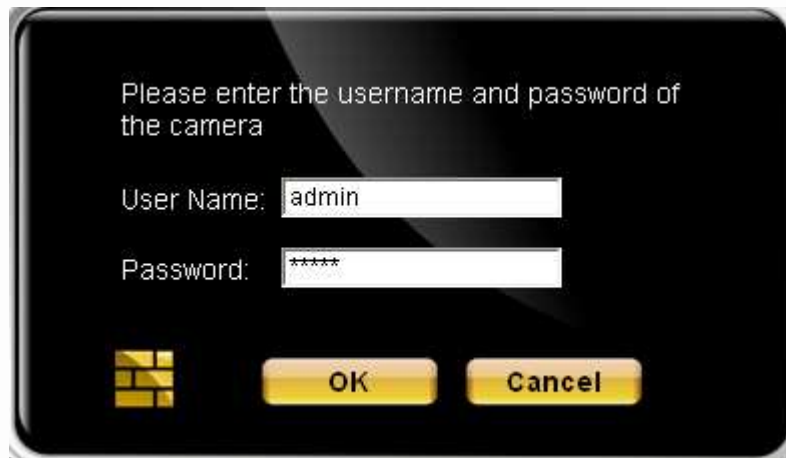 Please enter the username and password of
the camera
User Name: admin
Password: *****
OK Cancel